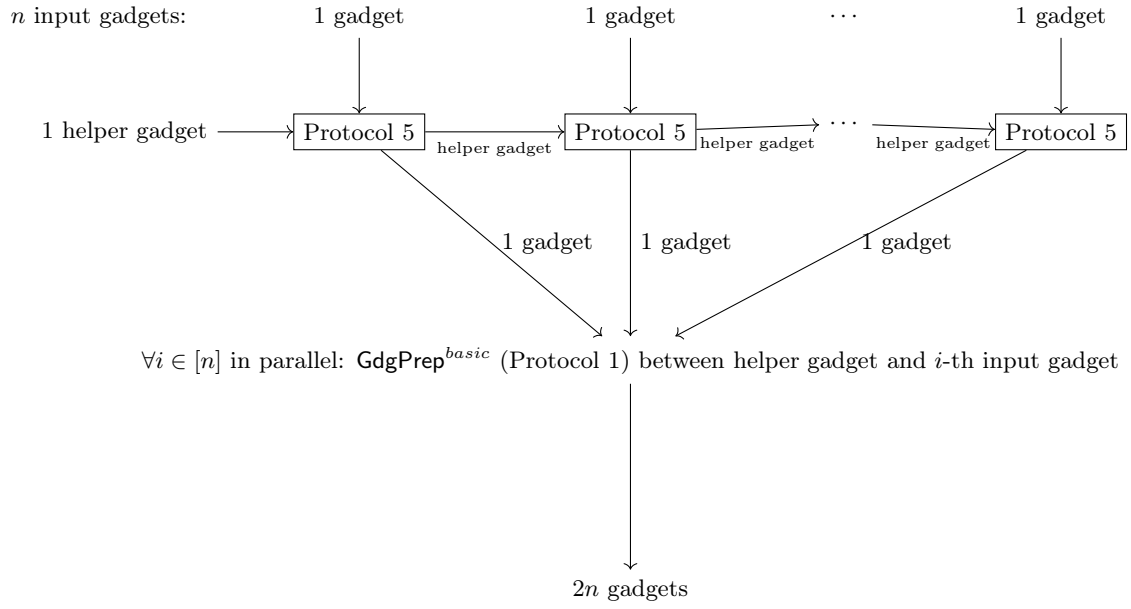 n input gadgets: 1 gadget 1 gadget ⋯ 1 gadget
1 helper gadget Protocol 5 Protocol 5 ⋯ Protocol 5
helper gadget helper gadget helper gadget
1 gadget 1 gadget 1 gadget
∀i ∈ [n] in parallel: GdgPrep^{basic} (Protocol 1) between helper gadget and i-th input gadget
2n gadgets